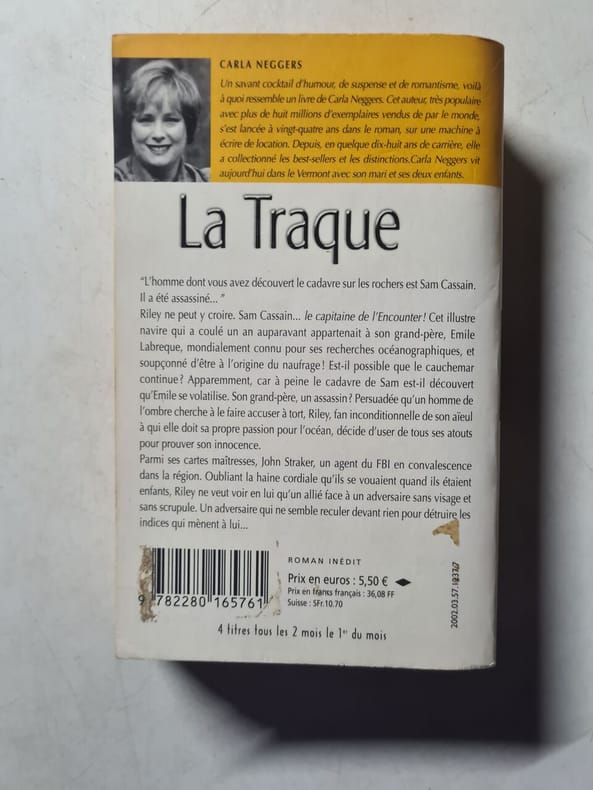 CARLA NEGGERS
Un savant cocktail d'humour, de suspense et de romantisme, voilà
à quoi ressemble un livre de Carla Neggers. Cet auteur, très populaire
avec plus de huit millions d'exemplaires vendus de par le monde,
s'est lancée à vingt-quatre ans dans le roman, sur une machine à
écrire de location. Depuis, en quelque dix-huit ans de carrière, elle
a collectionné les best-sellers et les distinctions.Carla Neggers vit
aujourd'hui dans le Vermont avec son mari et ses deux enfants.
La Traque
“L'homme dont vous avez découvert le cadavre sur les rochers est Sam Cassain.
Il a été assassiné... ”
Riley ne peut y croire. Sam Cassain... le capitaine de l'Encounter! Cet illustre
navire qui a coulé un an auparavant appartenait à son grand-père, Emile
Labreque, mondialement connu pour ses recherches océanographiques, et
soupçonné d'être à l'origine du naufrage! Est-il possible que le cauchemar
continue? Apparemment, car à peine le cadavre de Sam est-il découvert
qu'Emile se volatilise. Son grand-père, un assassin? Persuadée qu'un homme de
l'ombre cherche à le faire accuser à tort, Riley, fan inconditionnelle de son aïeul
à qui elle doit sa propre passion pour l'océan, décide d'user de tous ses atouts
pour prouver son innocence.
Parmi ses cartes maîtresses, John Straker, un agent du FBI en convalescence
dans la région. Oubliant la haine cordiale qu'ils se vouaient quand ils étaient
enfants, Riley ne veut voir en lui qu'un allié face à un adversaire sans visage et
sans scrupule. Un adversaire qui ne semble reculer devant rien pour détruire les
indices qui mènent à lui...
ROMAN INÉDIT
Prix en euros : 5,50 €
Prix en francs français : 36,08 FF
Suisse : SFr.10.70
9 782280 165761
4 titres tous les 2 mois le 1er du mois
2002.03.57.